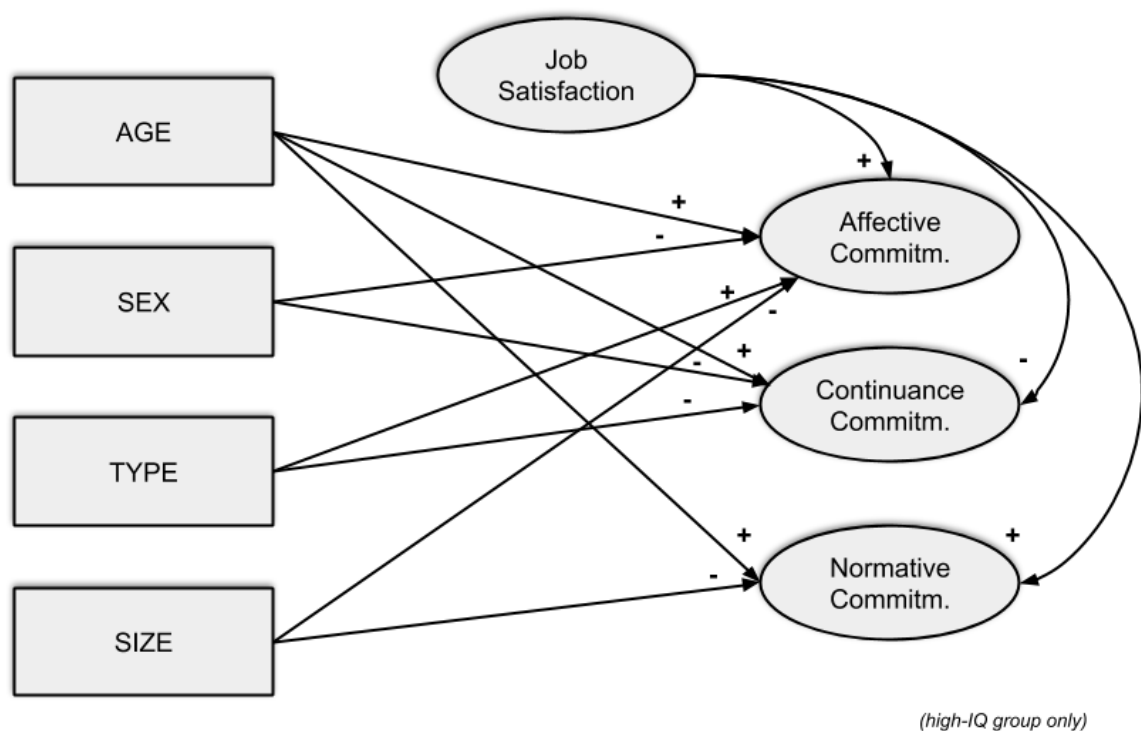 Job
Satisfaction
AGE
+
Affective
Commitm.
+
-
SEX
+
-
+
-
-
-
Continuance
Commitm.
TYPE
+
+
-
Normative
Commitm.
SIZE
(high-IQ group only)